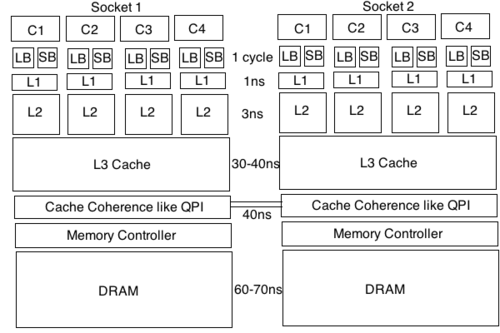 Socket 1 Socket 2
C1 C2 C3 C4 C1 C2 C3 C4
LB SB LB SB LB SB LB SB 1 cycle LB SB LB SB LB SB LB SB
L1 L1 L1 L1 1ns L1 L1 L1 L1
L2 L2 L2 L2 3ns L2 L2 L2 L2
L3 Cache 30-40ns L3 Cache
Cache Coherence like QPI 40ns Cache Coherence like QPI
Memory Controller Memory Controller
DRAM 60-70ns DRAM